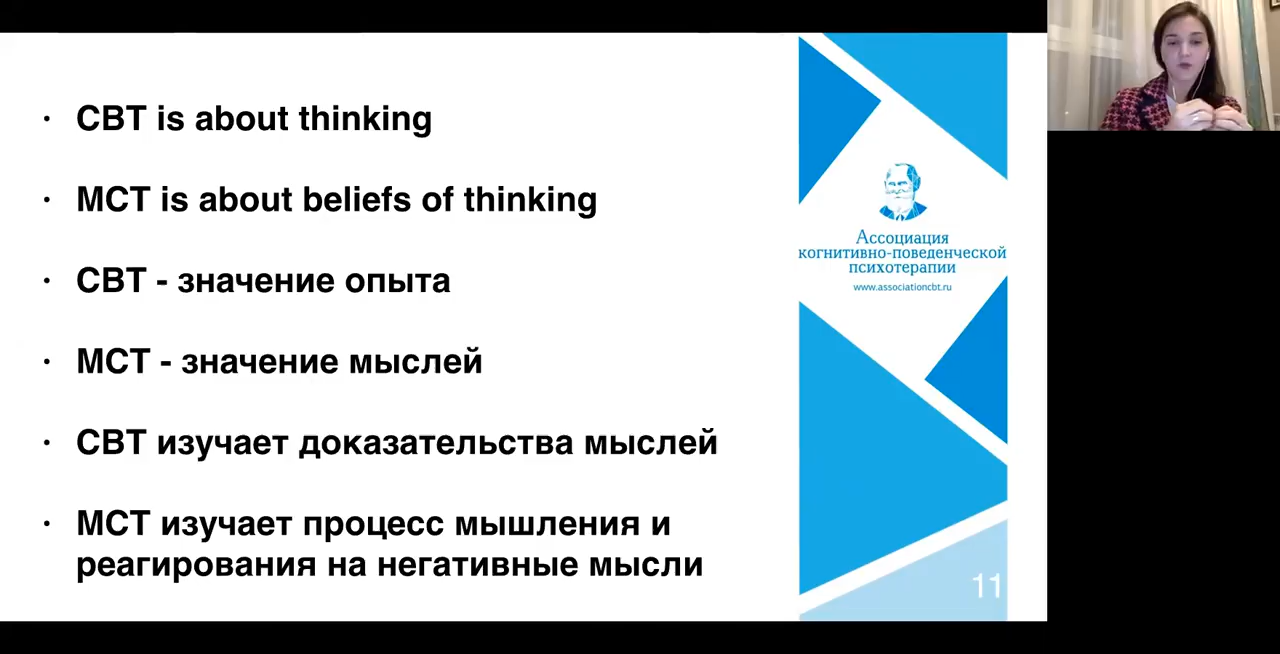 · CBT is about thinking
· MCT is about beliefs of thinking
· CBT - значение опыта
· MCT - значение мыслей
· CBT изучает доказательства мыслей
· MCT изучает процесс мышления и
реагирования на негативные мысли
Ассоциация
когнитивно-поведенческой
психотерапии
www.associationcbt.ru
11